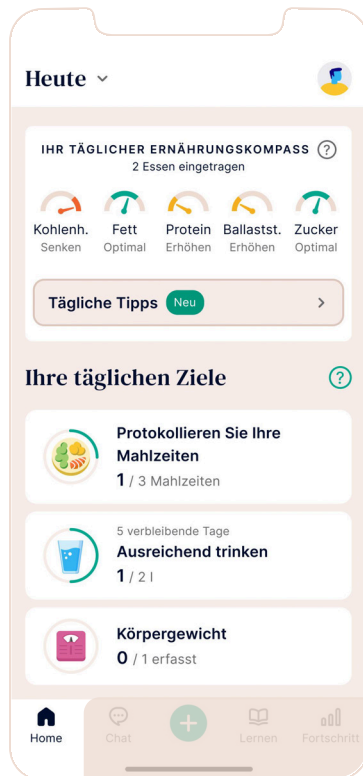 Heute
IHR TÄGLICHER ERNÄHRUNGSKOMPASS ?
2 Essen eingetragen
Kohlenh. Fett Protein Ballastst. Zucker
Senken Optimal Erhöhen Erhöhen Optimal
Tägliche Tipps Neu
Ihre täglichen Ziele ?
Protokollieren Sie Ihre
Mahlzeiten
1 / 3 Mahlzeiten
5 verbleibende Tage
Ausreichend trinken
1 / 2 l
Körpergewicht
0 / 1 erfasst
Home Chat Lernen Fortschritt